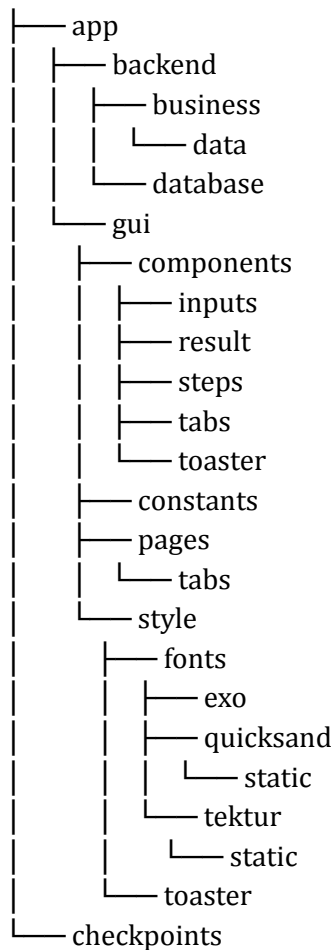 ├── app
│   ├── backend
│   │   ├── business
│   │   │   └── data
│   │   └── database
│   └── gui
│       ├── components
│       │   ├── inputs
│       │   ├── result
│       │   ├── steps
│       │   ├── tabs
│       │   └── toaster
│       ├── constants
│       ├── pages
│       │   └── tabs
│       └── style
│           ├── fonts
│           │   ├── exo
│           │   ├── quicksand
│           │   │   └── static
│           │   └── tektur
│           │       └── static
│           └── toaster
└── checkpoints